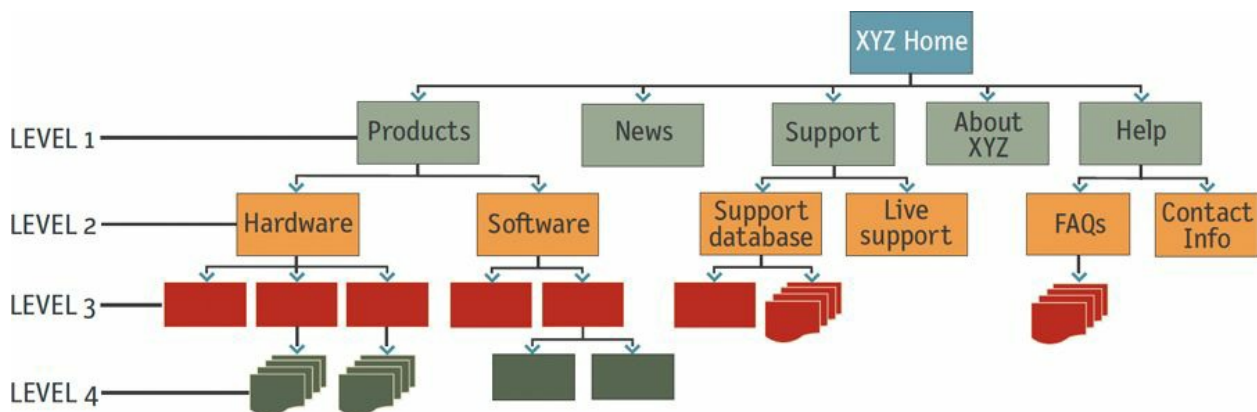 XYZ Home
LEVEL 1
Products
News
Support
About
XYZ
Help
LEVEL 2
Hardware
Software
Support
database
Live
support
FAQs
Contact
Info
LEVEL 3
LEVEL 4